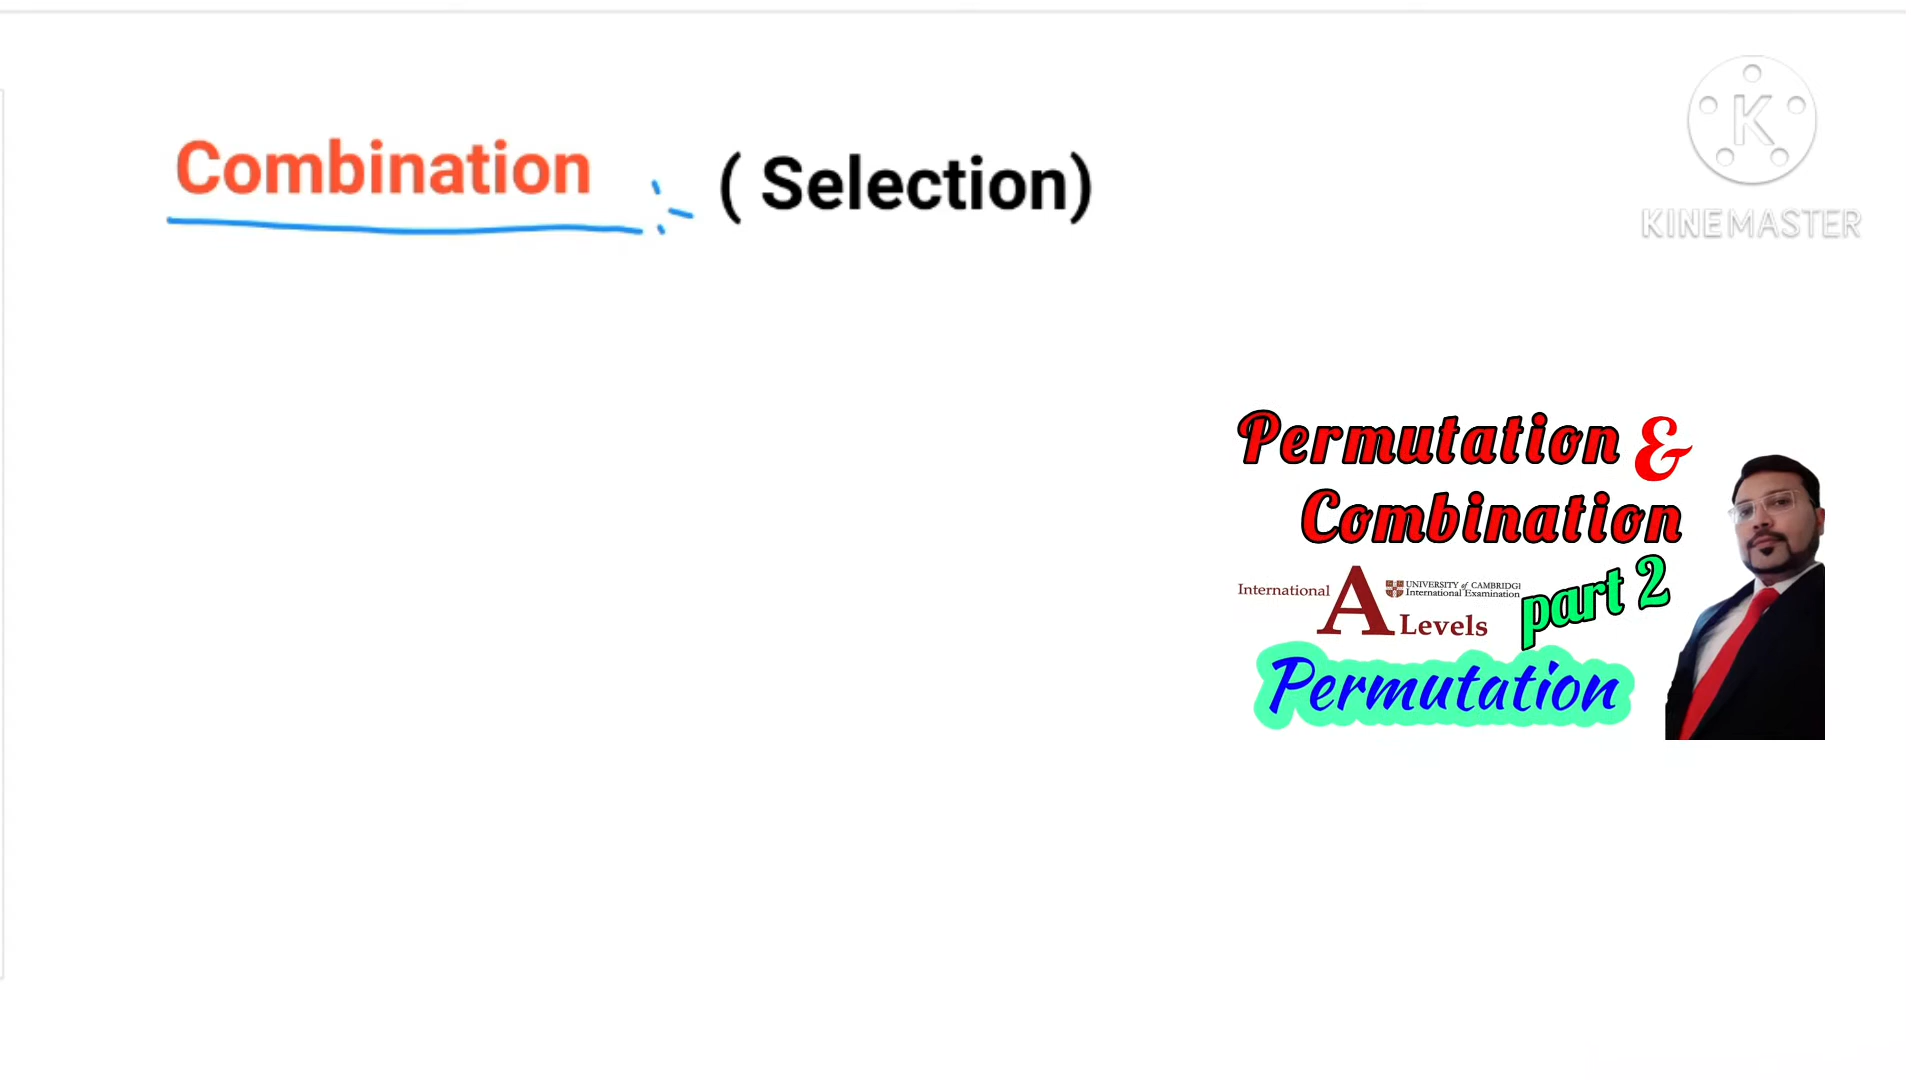 Combination :- ( Selection)
KINEMASTER
Permutation &
Combination
International A Levels
UNIVERSITY of CAMBRIDGE
International Examination
part 2
Permutation